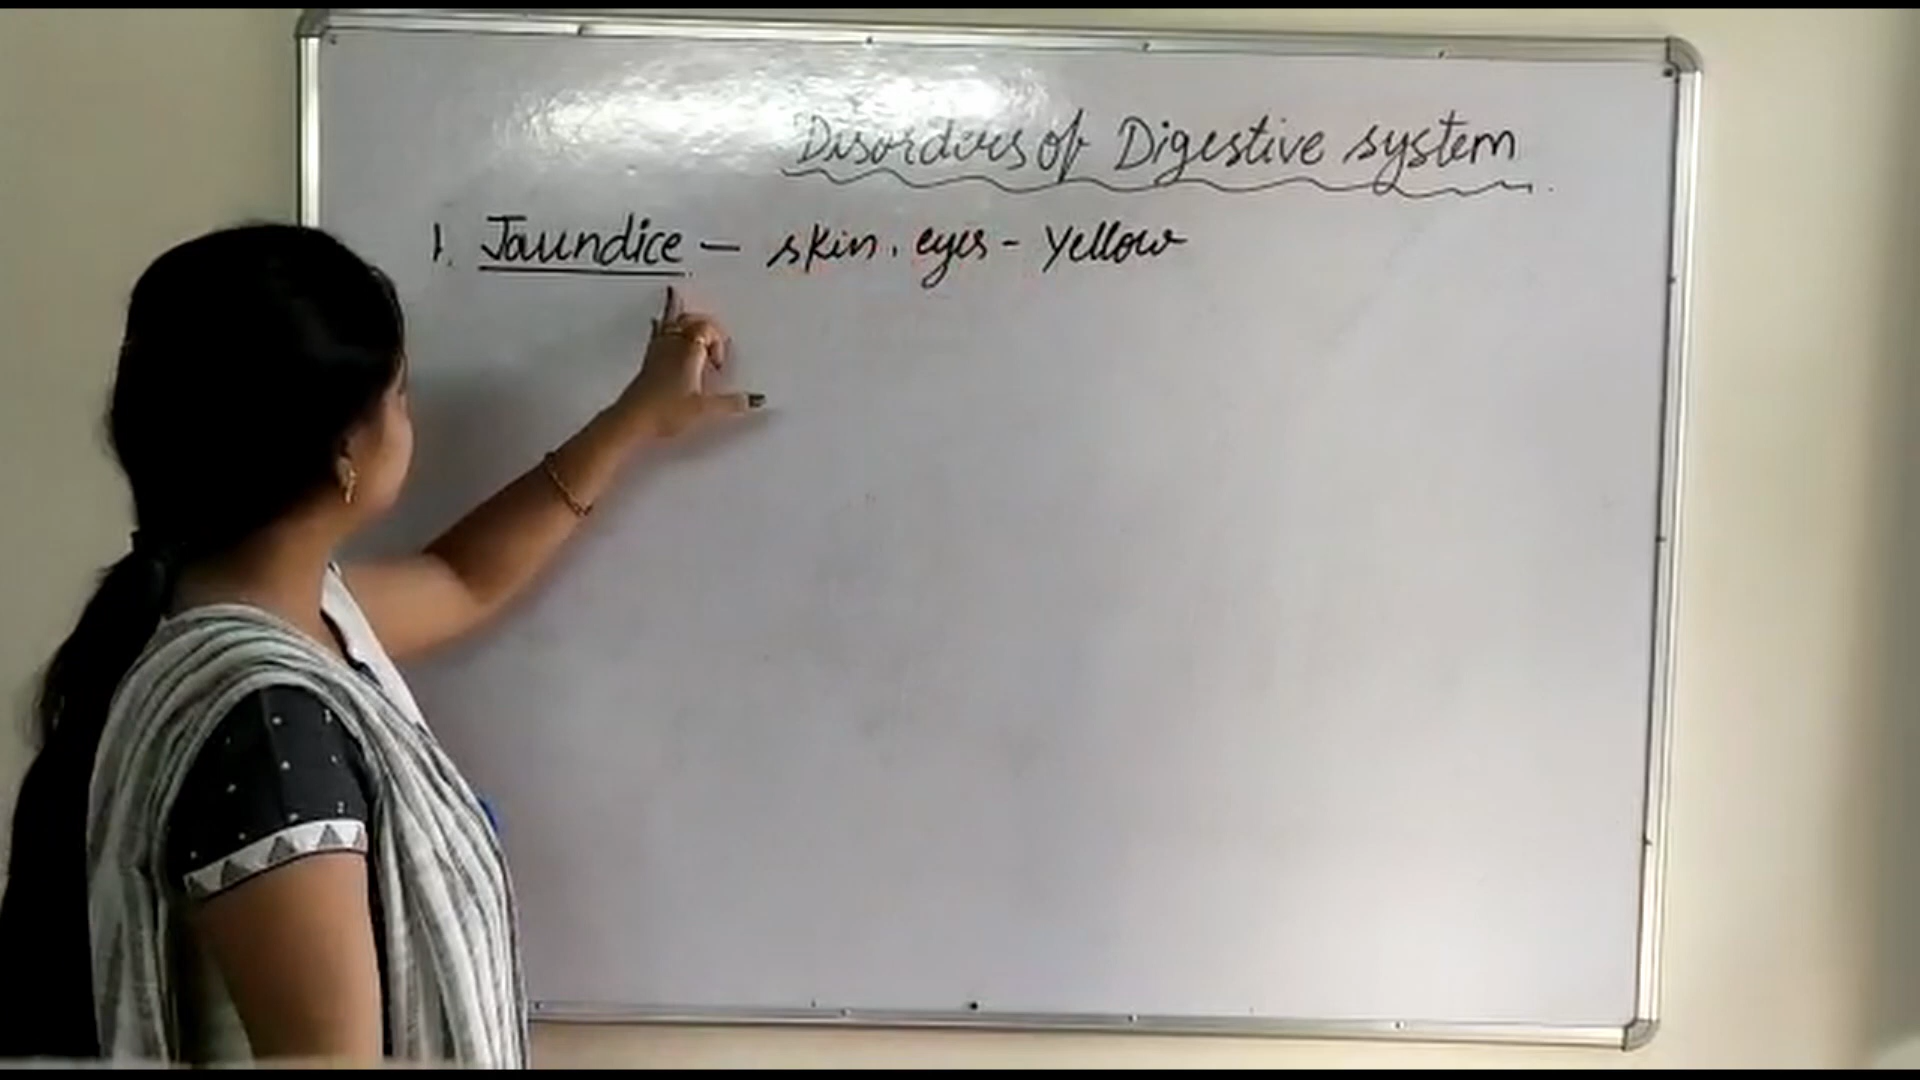 Disorders of Digestive system
1. Jaundice – skin, eyes - Yellow